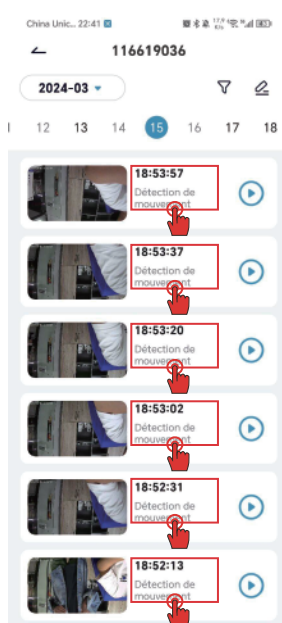 China Unic... 22:41
116619036
2024-03
12 13 14 15 16 17 18
18:53:57
Détection de
mouvement
18:53:37
Détection de
mouvement
18:53:20
Détection de
mouvement
18:53:02
Détection de
mouvement
18:52:31
Détection de
mouvement
18:52:13
Détection de
mouvement